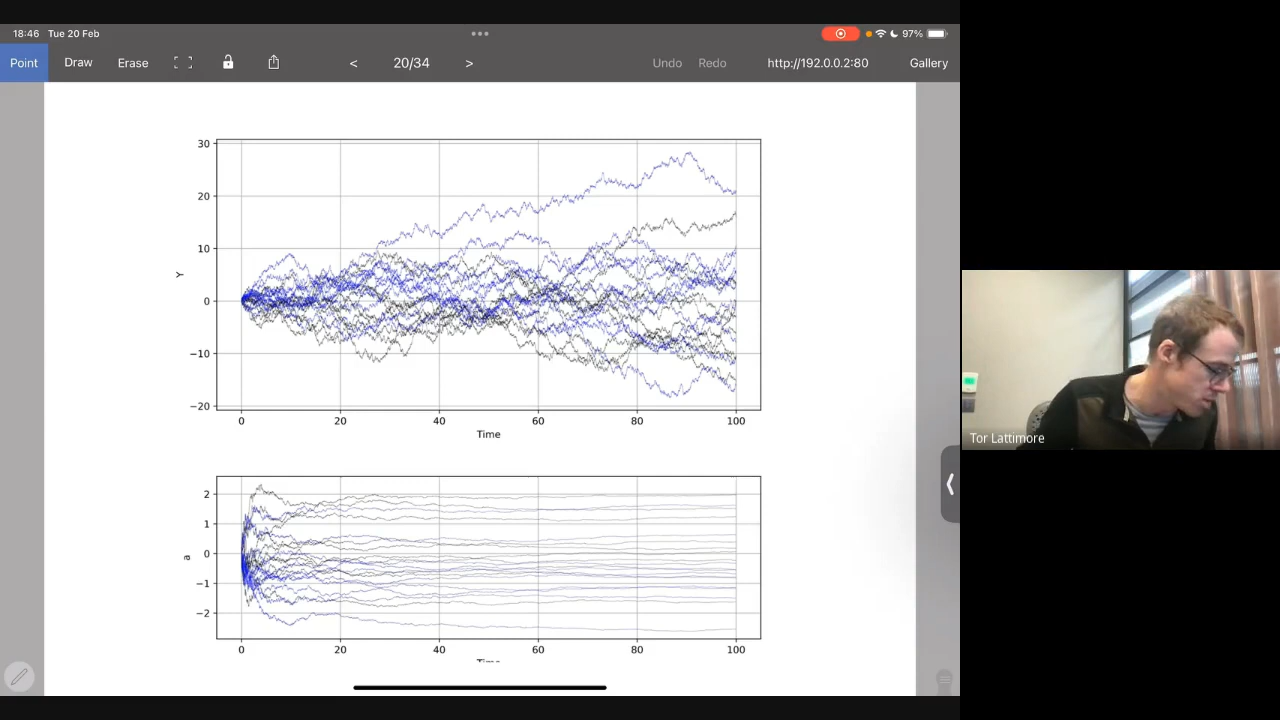 18:46 Tue 20 Feb 97%
Point Draw Erase < 20/34 > Undo Redo http://192.0.0.2:80 Gallery
30
20
10
0
−10
−20
Y
0 20 40 60 80 100
Time
2
1
0
−1
−2
a
0 20 40 60 80 100
Tor Lattimore